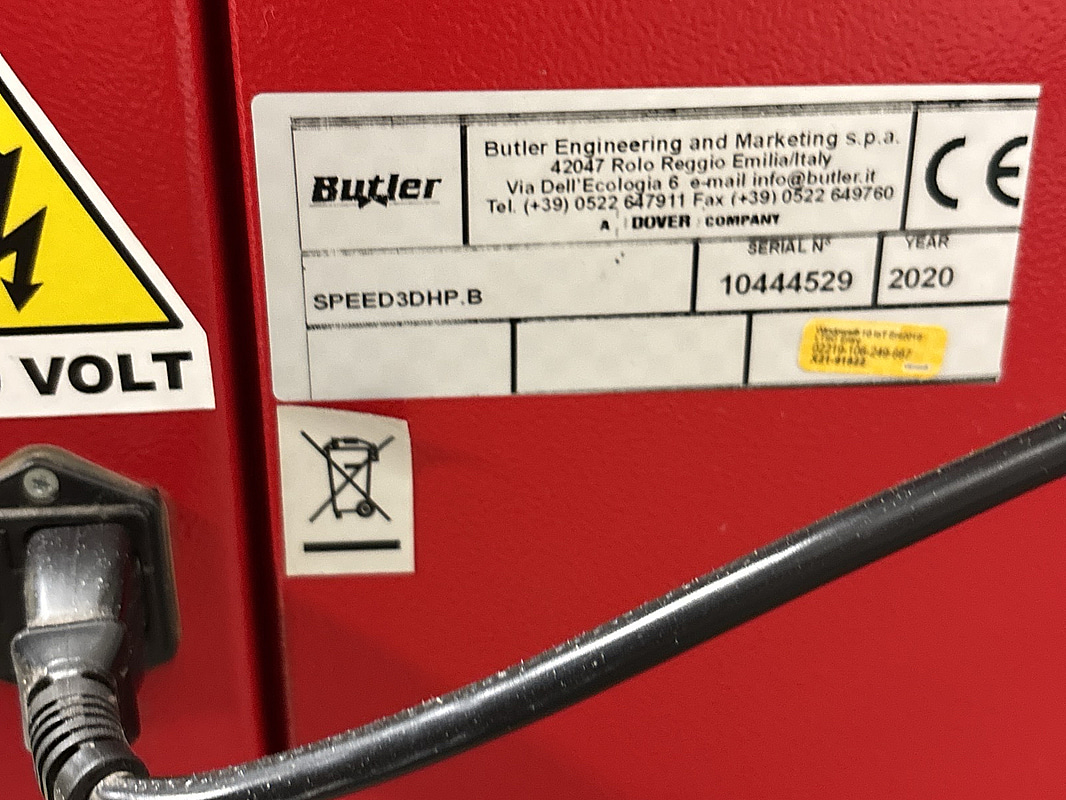 Butler
Butler Engineering and Marketing s.p.a.
42047 Rolo Reggio Emilia/Italy
Via Dell'Ecologia 6 e-mail info@butler.it
Tel. (+39) 0522 647911 Fax (+39) 0522 649760
A DOVER COMPANY
CE
SERIAL N°
YEAR
SPEED3DHP.B
10444529
2020
VOLT